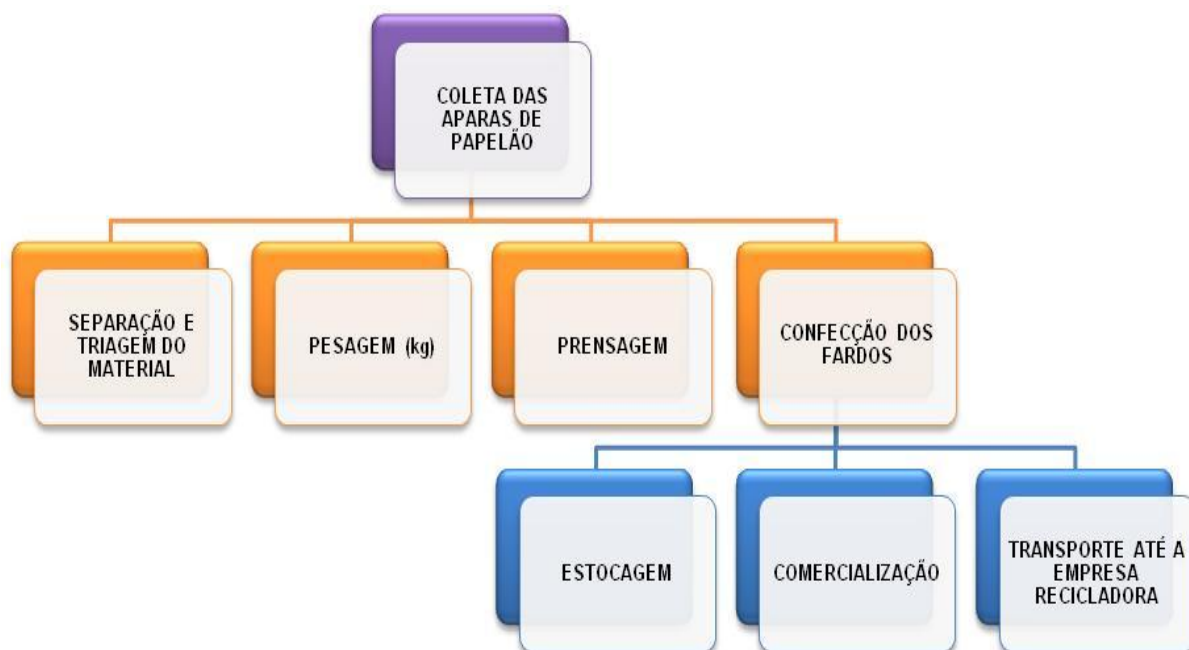 COLETA DAS
APARAS DE
PAPELÃO
SEPARAÇÃO E
TRIAGEM DO
MATERIAL
PESAGEM (kg)
PRENSAGEM
CONFECÇÃO DOS
FARDOS
ESTOCAGEM
COMERCIALIZAÇÃO
TRANSPORTE ATÉ A
EMPRESA
RECICLADORA